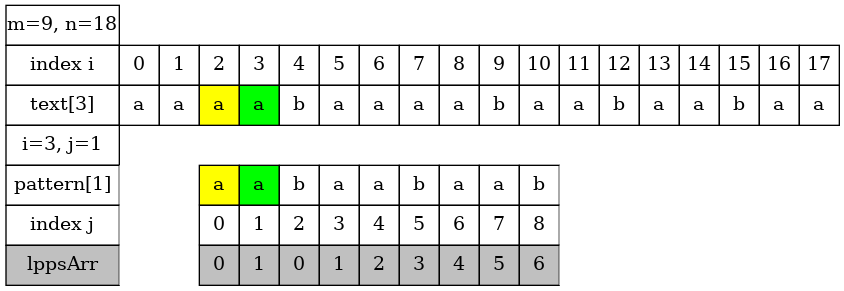 m=9, n=18
index i 0 1 2 3 4 5 6 7 8 9 10 11 12 13 14 15 16 17
text[3] a a a a b a a a a b a a b a a b a a
i=3, j=1
pattern[1] a a b a a b a a b
index j 0 1 2 3 4 5 6 7 8
lppsArr 0 1 0 1 2 3 4 5 6